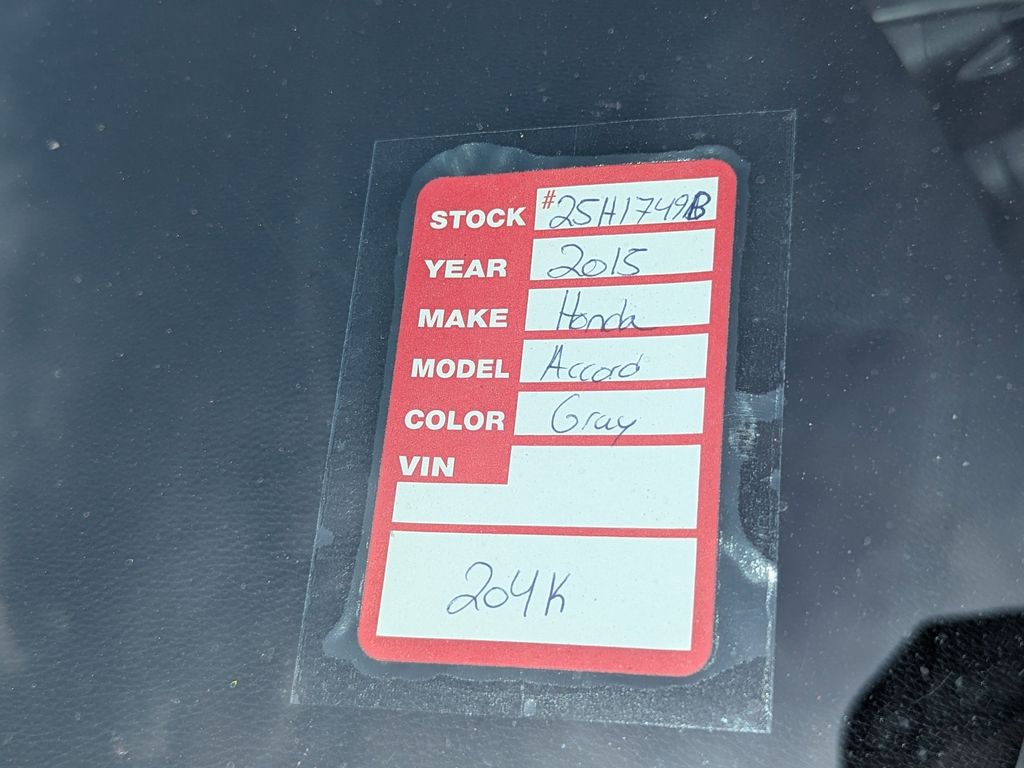 STOCK #25H1749B
YEAR 2015
MAKE Honda
MODEL Accord
COLOR Gray
VIN
204K